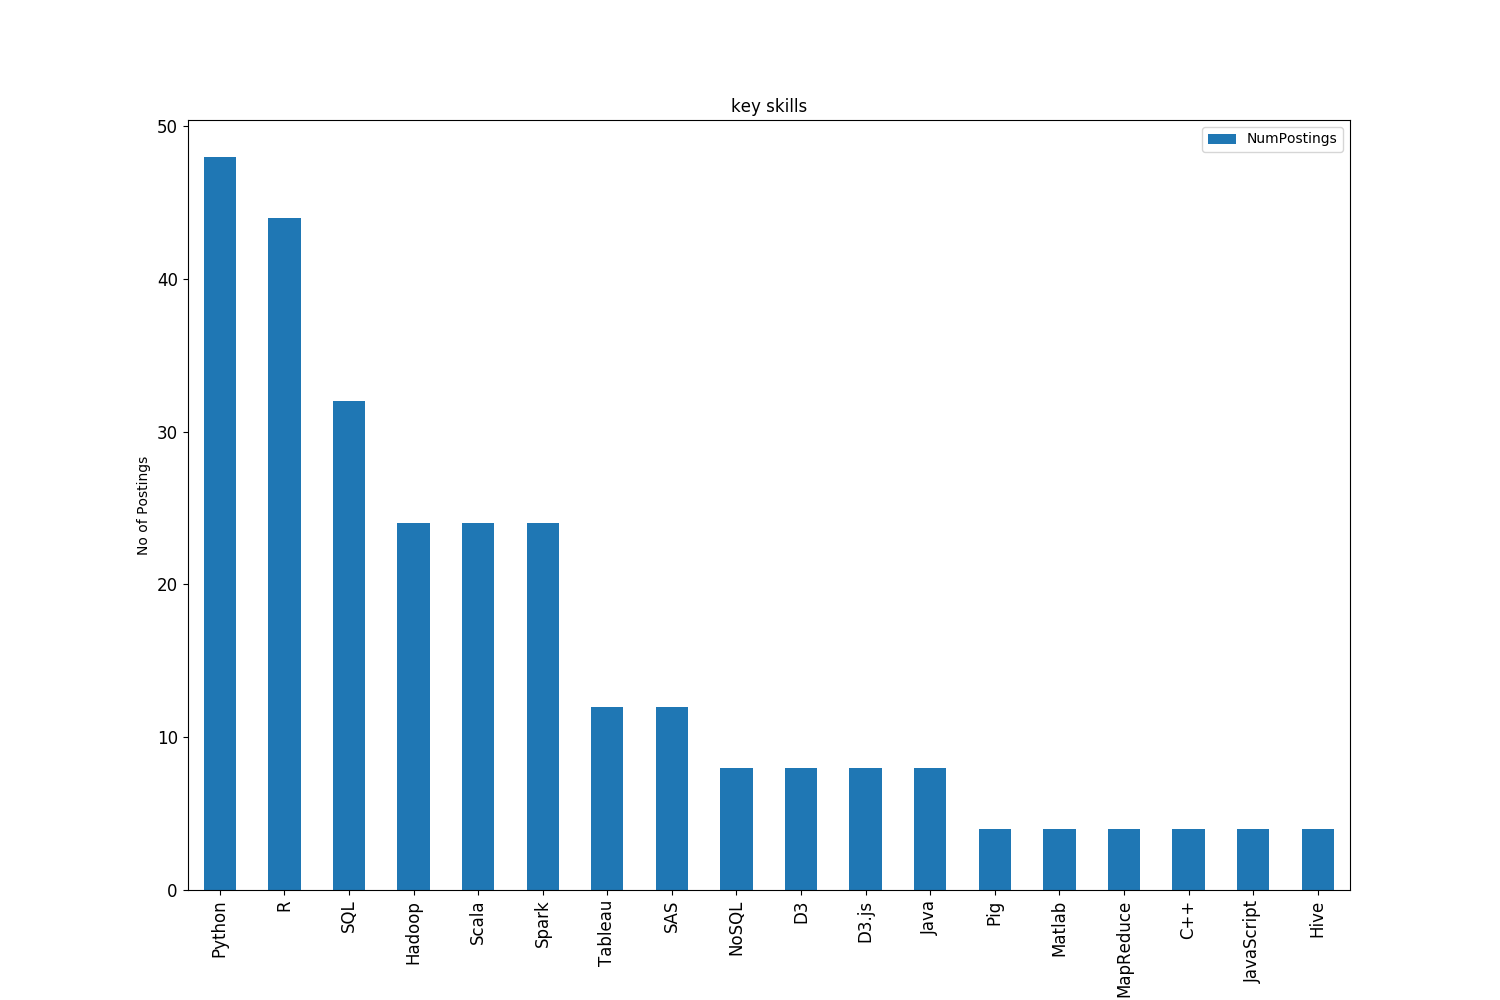 key skills
NumPostings
No of Postings
50
40
30
20
10
0
Python
R
SQL
Hadoop
Scala
Spark
Tableau
SAS
NoSQL
D3
D3.js
Java
Pig
Matlab
MapReduce
C++
JavaScript
Hive